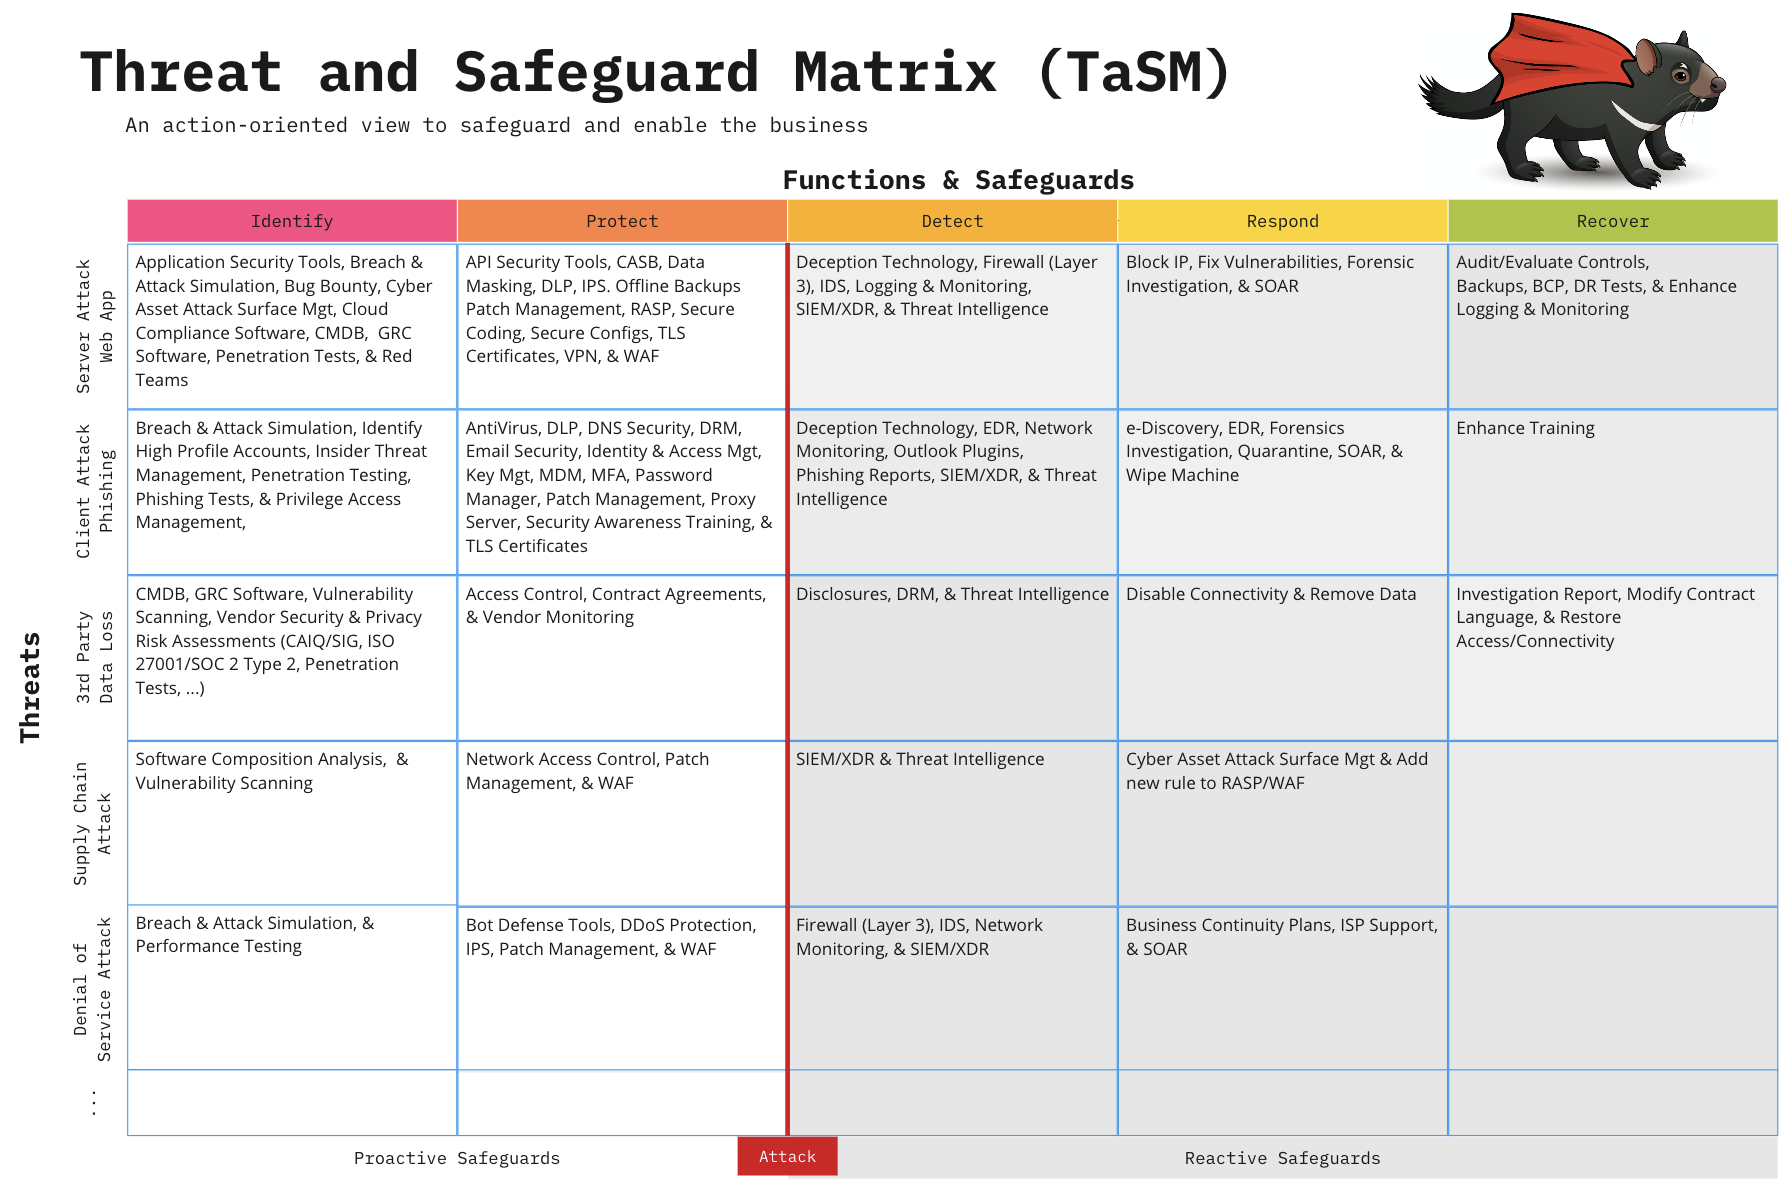 Threat and Safeguard Matrix (TaSM)
An action-oriented view to safeguard and enable the business
Functions & Safeguards
Identify
Protect
Detect
Respond
Recover
Threats
Server Attack
Web App
Application Security Tools, Breach &
Attack Simulation, Bug Bounty, Cyber
Asset Attack Surface Mgt, Cloud
Compliance Software, CMDB,  GRC
Software, Penetration Tests, & Red
Teams
API Security Tools, CASB, Data
Masking, DLP, IPS. Offline Backups
Patch Management, RASP, Secure
Coding, Secure Configs, TLS
Certificates, VPN, & WAF
Deception Technology, Firewall (Layer
3), IDS, Logging & Monitoring,
SIEM/XDR, & Threat Intelligence
Block IP, Fix Vulnerabilities, Forensic
Investigation, & SOAR
Audit/Evaluate Controls,
Backups, BCP, DR Tests, & Enhance
Logging & Monitoring
Client Attack
Phishing
Breach & Attack Simulation, Identify
High Profile Accounts, Insider Threat
Management, Penetration Testing,
Phishing Tests, & Privilege Access
Management,
AntiVirus, DLP, DNS Security, DRM,
Email Security, Identity & Access Mgt,
Key Mgt, MDM, MFA, Password
Manager, Patch Management, Proxy
Server, Security Awareness Training, &
TLS Certificates
Deception Technology, EDR, Network
Monitoring, Outlook Plugins,
Phishing Reports, SIEM/XDR, & Threat
Intelligence
e-Discovery, EDR, Forensics
Investigation, Quarantine, SOAR, &
Wipe Machine
Enhance Training
3rd Party
Data Loss
CMDB, GRC Software, Vulnerability
Scanning, Vendor Security & Privacy
Risk Assessments (CAIQ/SIG, ISO
27001/SOC 2 Type 2, Penetration
Tests, ...)
Access Control, Contract Agreements,
& Vendor Monitoring
Disclosures, DRM, & Threat Intelligence
Disable Connectivity & Remove Data
Investigation Report, Modify Contract
Language, & Restore
Access/Connectivity
Supply Chain
Attack
Software Composition Analysis,  &
Vulnerability Scanning
Network Access Control, Patch
Management, & WAF
SIEM/XDR & Threat Intelligence
Cyber Asset Attack Surface Mgt & Add
new rule to RASP/WAF
Denial of
Service Attack
Breach & Attack Simulation, &
Performance Testing
Bot Defense Tools, DDoS Protection,
IPS, Patch Management, & WAF
Firewall (Layer 3), IDS, Network
Monitoring, & SIEM/XDR
Business Continuity Plans, ISP Support,
& SOAR
...
Proactive Safeguards
Attack
Reactive Safeguards